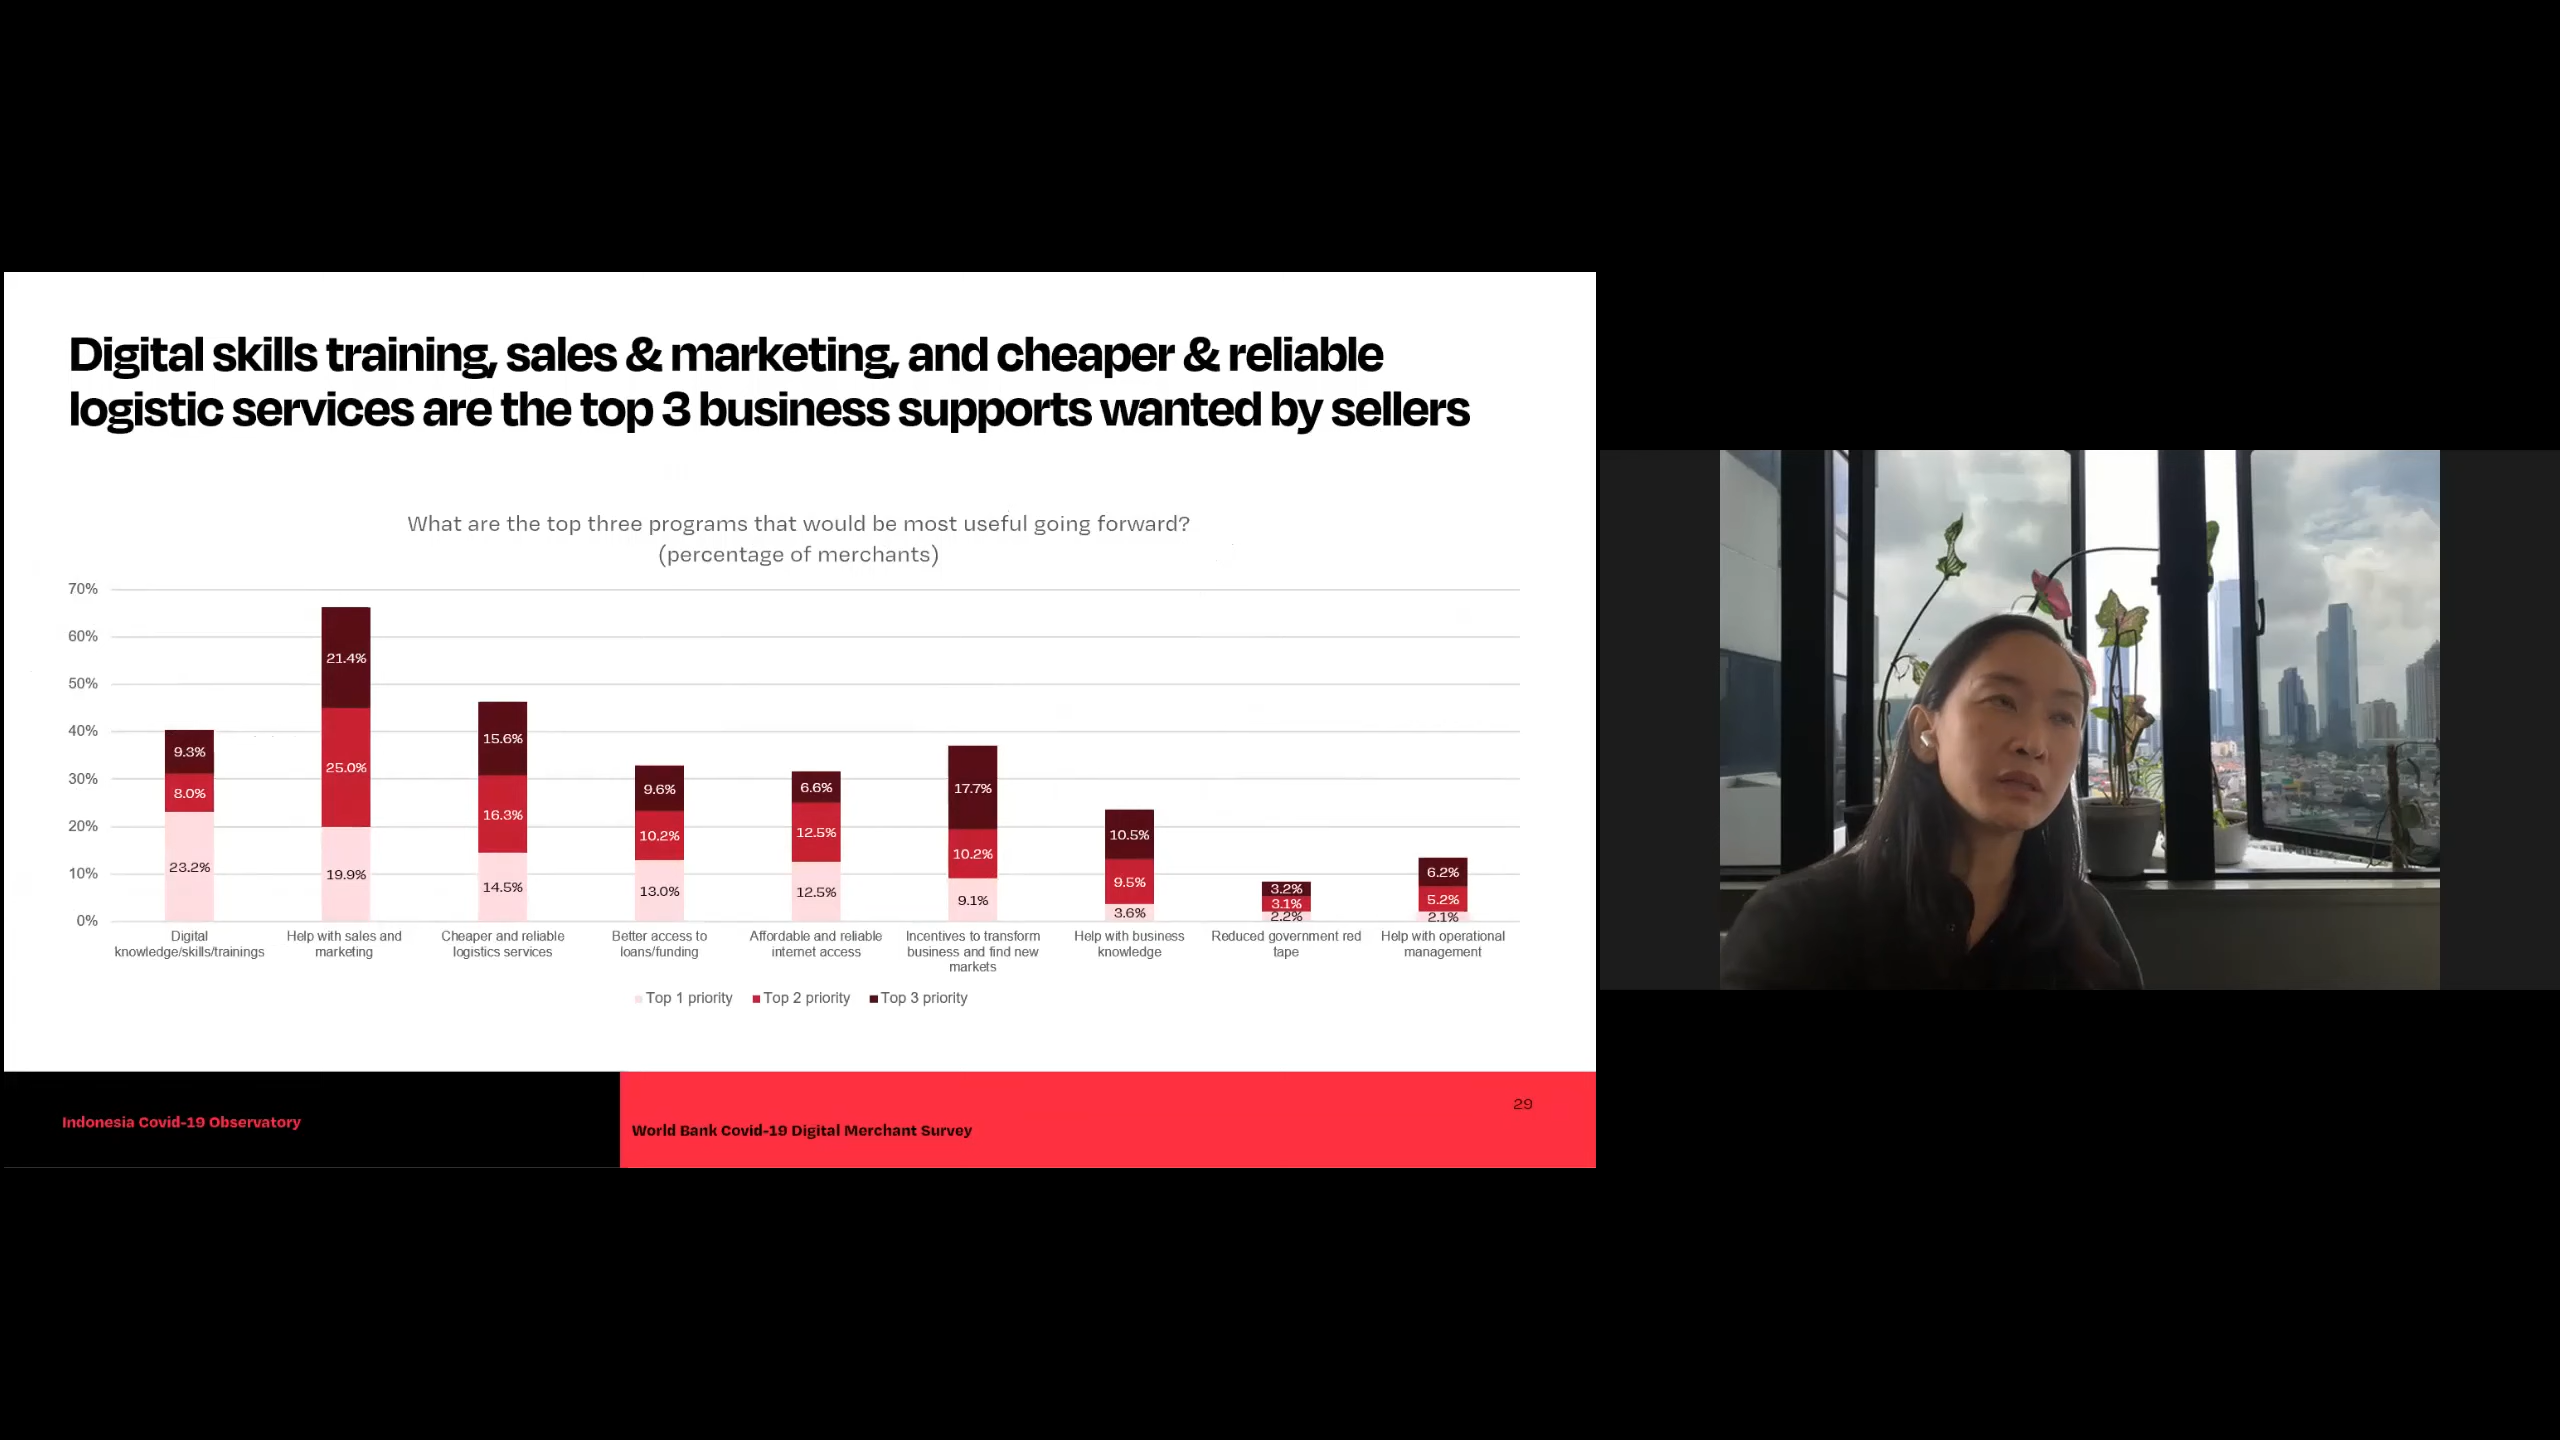 Digital skills training, sales & marketing, and cheaper & reliable
logistic services are the top 3 business supports wanted by sellers
What are the top three programs that would be most useful going forward?
(percentage of merchants)
70%
60%
50%
40%
30%
20%
10%
0%
9.3%
8.0%
23.2%
21.4%
25.0%
19.9%
15.6%
16.3%
14.5%
9.6%
10.2%
13.0%
6.6%
12.5%
12.5%
17.7%
10.2%
9.1%
10.5%
9.5%
3.6%
3.2%
3.1%
2.2%
6.2%
5.2%
2.1%
Digital
knowledge/skills/trainings
Help with sales and
marketing
Cheaper and reliable
logistics services
Better access to
loans/funding
Affordable and reliable
internet access
Incentives to transform
business and find new
markets
Help with business
knowledge
Reduced government red
tape
Help with operational
management
Top 1 priority
Top 2 priority
Top 3 priority
Indonesia Covid-19 Observatory
World Bank Covid-19 Digital Merchant Survey
29